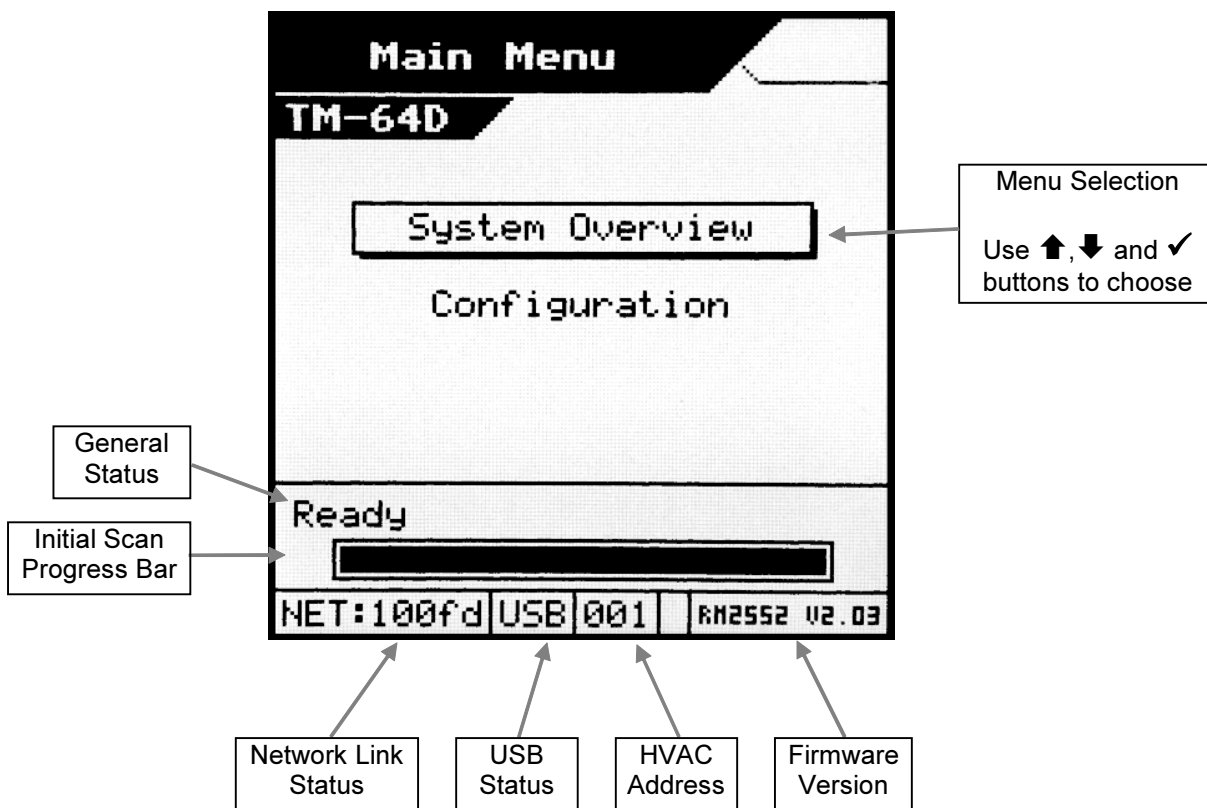 Main Menu
TM-64D
System Overview
Configuration
Menu Selection
Use ⬆,⬇ and ✓
buttons to choose
General
Status
Ready
Initial Scan
Progress Bar
NET:100fd USB 001 RM2552 V2.03
Network Link
Status
USB
Status
HVAC
Address
Firmware
Version